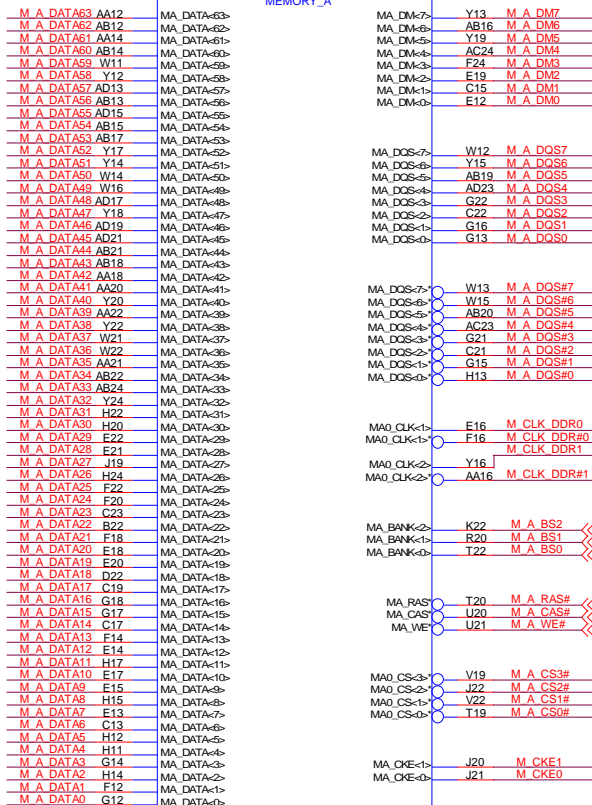 MEMORY_A
M_A_DATA63 AA12 MA_DATA<63>
M_A_DATA62 AB12 MA_DATA<62>
M_A_DATA61 AA14 MA_DATA<61>
M_A_DATA60 AB14 MA_DATA<60>
M_A_DATA59 W11 MA_DATA<59>
M_A_DATA58 Y12 MA_DATA<58>
M_A_DATA57 AD13 MA_DATA<57>
M_A_DATA56 AB13 MA_DATA<56>
M_A_DATA55 AD15 MA_DATA<55>
M_A_DATA54 AB15 MA_DATA<54>
M_A_DATA53 AB17 MA_DATA<53>
M_A_DATA52 Y17 MA_DATA<52>
M_A_DATA51 Y14 MA_DATA<51>
M_A_DATA50 W14 MA_DATA<50>
M_A_DATA49 W16 MA_DATA<49>
M_A_DATA48 AD17 MA_DATA<48>
M_A_DATA47 Y18 MA_DATA<47>
M_A_DATA46 AD19 MA_DATA<46>
M_A_DATA45 AD21 MA_DATA<45>
M_A_DATA44 AB21 MA_DATA<44>
M_A_DATA43 AB18 MA_DATA<43>
M_A_DATA42 AA18 MA_DATA<42>
M_A_DATA41 AA20 MA_DATA<41>
M_A_DATA40 Y20 MA_DATA<40>
M_A_DATA39 AA22 MA_DATA<39>
M_A_DATA38 Y22 MA_DATA<38>
M_A_DATA37 W21 MA_DATA<37>
M_A_DATA36 W22 MA_DATA<36>
M_A_DATA35 AA21 MA_DATA<35>
M_A_DATA34 AB22 MA_DATA<34>
M_A_DATA33 AB24 MA_DATA<33>
M_A_DATA32 Y24 MA_DATA<32>
M_A_DATA31 H22 MA_DATA<31>
M_A_DATA30 H20 MA_DATA<30>
M_A_DATA29 E22 MA_DATA<29>
M_A_DATA28 E21 MA_DATA<28>
M_A_DATA27 J19 MA_DATA<27>
M_A_DATA26 H24 MA_DATA<26>
M_A_DATA25 F22 MA_DATA<25>
M_A_DATA24 F20 MA_DATA<24>
M_A_DATA23 C23 MA_DATA<23>
M_A_DATA22 B22 MA_DATA<22>
M_A_DATA21 F18 MA_DATA<21>
M_A_DATA20 E18 MA_DATA<20>
M_A_DATA19 E20 MA_DATA<19>
M_A_DATA18 D22 MA_DATA<18>
M_A_DATA17 C19 MA_DATA<17>
M_A_DATA16 G18 MA_DATA<16>
M_A_DATA15 G17 MA_DATA<15>
M_A_DATA14 C17 MA_DATA<14>
M_A_DATA13 F14 MA_DATA<13>
M_A_DATA12 E14 MA_DATA<12>
M_A_DATA11 H17 MA_DATA<11>
M_A_DATA10 E17 MA_DATA<10>
M_A_DATA9 E15 MA_DATA<9>
M_A_DATA8 H15 MA_DATA<8>
M_A_DATA7 E13 MA_DATA<7>
M_A_DATA6 C13 MA_DATA<6>
M_A_DATA5 H12 MA_DATA<5>
M_A_DATA4 H11 MA_DATA<4>
M_A_DATA3 G14 MA_DATA<3>
M_A_DATA2 H14 MA_DATA<2>
M_A_DATA1 F12 MA_DATA<1>
M_A_DATA0 G12 MA_DATA<0>
MA_DM<7> Y13 M_A_DM7
MA_DM<6> AB16 M_A_DM6
MA_DM<5> Y19 M_A_DM5
MA_DM<4> AC24 M_A_DM4
MA_DM<3> F24 M_A_DM3
MA_DM<2> E19 M_A_DM2
MA_DM<1> C15 M_A_DM1
MA_DM<0> E12 M_A_DM0
MA_DQS<7> W12 M_A_DQS7
MA_DQS<6> Y15 M_A_DQS6
MA_DQS<5> AB19 M_A_DQS5
MA_DQS<4> AD23 M_A_DQS4
MA_DQS<3> G22 M_A_DQS3
MA_DQS<2> C22 M_A_DQS2
MA_DQS<1> G16 M_A_DQS1
MA_DQS<0> G13 M_A_DQS0
MA_DQS<7>* W13 M_A_DQS#7
MA_DQS<6>* W15 M_A_DQS#6
MA_DQS<5>* AB20 M_A_DQS#5
MA_DQS<4>* AC23 M_A_DQS#4
MA_DQS<3>* G21 M_A_DQS#3
MA_DQS<2>* C21 M_A_DQS#2
MA_DQS<1>* G15 M_A_DQS#1
MA_DQS<0>* H13 M_A_DQS#0
MA0_CLK<1> E16 M_CLK_DDR0
MA0_CLK<1>* F16 M_CLK_DDR#0
M_CLK_DDR1
MA0_CLK<2> Y16
MA0_CLK<2>* AA16 M_CLK_DDR#1
MA_BANK<2> K22 M_A_BS2
MA_BANK<1> R20 M_A_BS1
MA_BANK<0> T22 M_A_BS0
MA_RAS* T20 M_A_RAS#
MA_CAS* U20 M_A_CAS#
MA_WE* U21 M_A_WE#
MA0_CS<3>* V19 M_A_CS3#
MA0_CS<2>* J22 M_A_CS2#
MA0_CS<1>* V22 M_A_CS1#
MA0_CS<0>* T19 M_A_CS0#
MA_CKE<1> J20 M_CKE1
MA_CKE<0> J21 M_CKE0